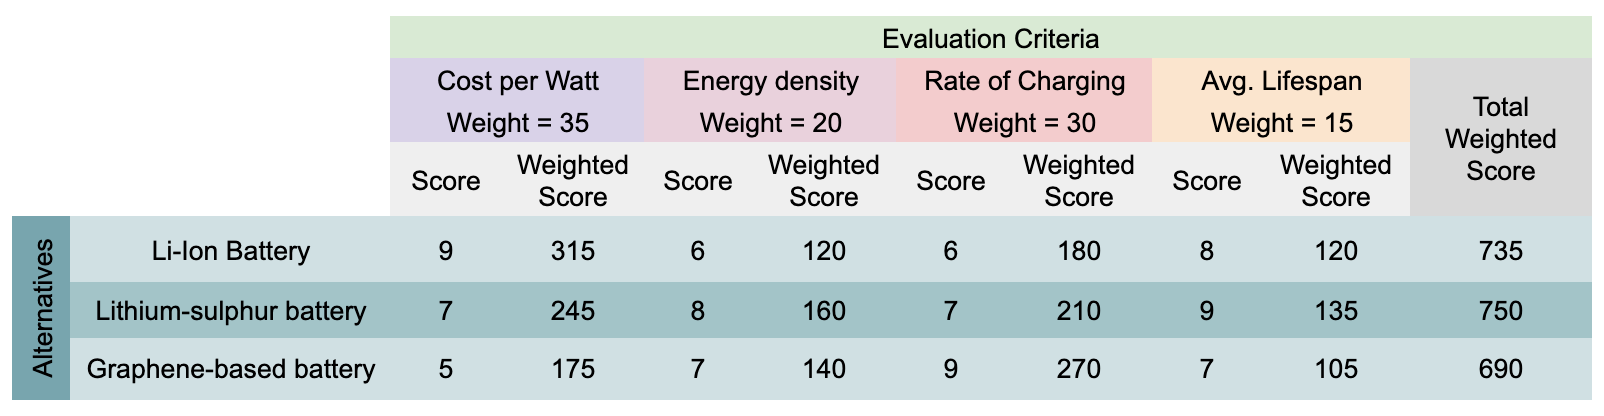 Evaluation Criteria
Cost per Watt
Weight = 35
Energy density
Weight = 20
Rate of Charging
Weight = 30
Avg. Lifespan
Weight = 15
Total
Weighted
Score
Score
Weighted
Score
Score
Weighted
Score
Score
Weighted
Score
Score
Weighted
Score
Alternatives
Li-Ion Battery 9 315 6 120 6 180 8 120 735
Lithium-sulphur battery 7 245 8 160 7 210 9 135 750
Graphene-based battery 5 175 7 140 9 270 7 105 690